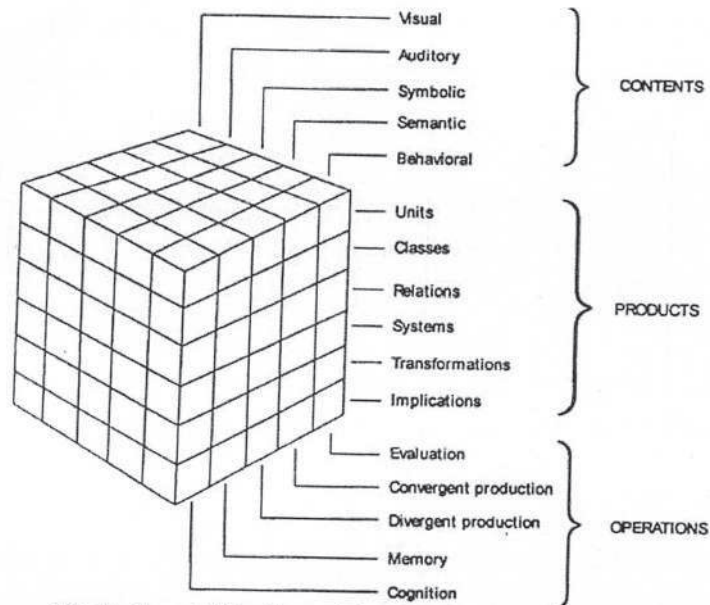 Visual
Auditory
Symbolic
Semantic
Behavioral
CONTENTS
Units
Classes
Relations
Systems
Transformations
Implications
PRODUCTS
Evaluation
Convergent production
Divergent production
Memory
Cognition
OPERATIONS